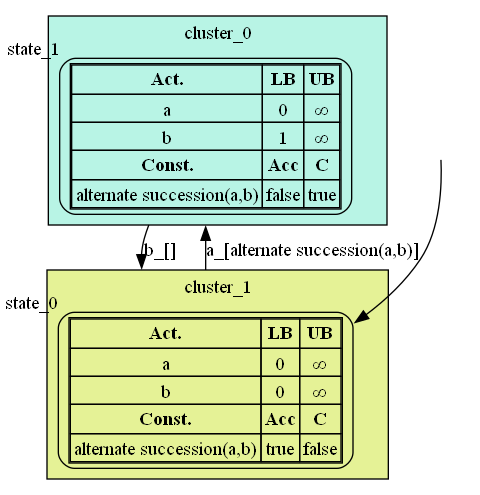 cluster_0
state_1
Act. LB UB
a 0 ∞
b 1 ∞
Const. Acc C
alternate succession(a,b) false true
b_[] a_[alternate succession(a,b)]
cluster_1
state_0
Act. LB UB
a 0 ∞
b 0 ∞
Const. Acc C
alternate succession(a,b) true false